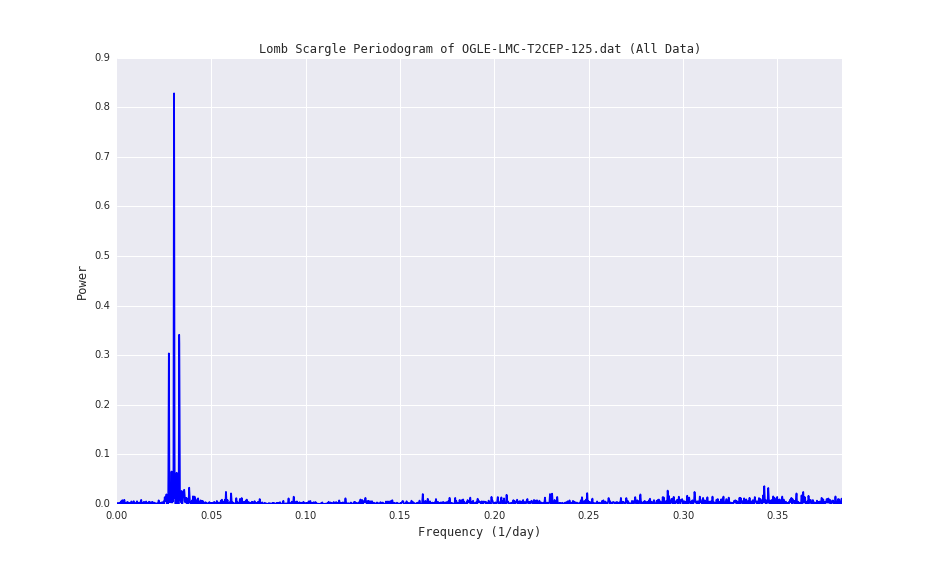 Lomb Scargle Periodogram of OGLE-LMC-T2CEP-125.dat (All Data)
0.9
0.8
0.7
0.6
0.5
0.4
0.3
0.2
0.1
0.0
Power
0.00 0.05 0.10 0.15 0.20 0.25 0.30 0.35
Frequency (1/day)